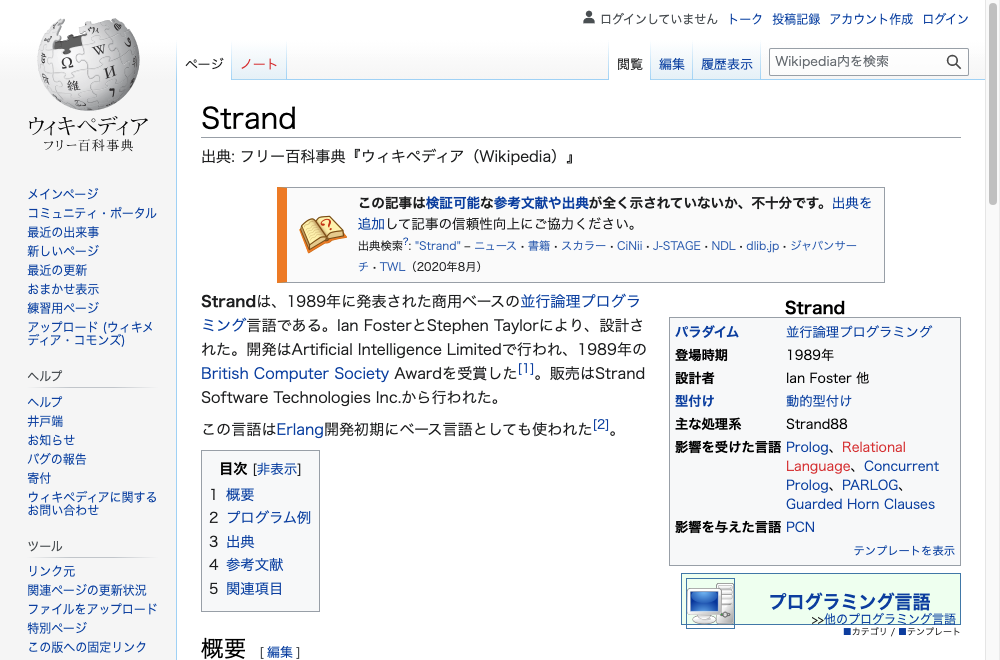 ログインしていません トーク 投稿記録 アカウント作成 ログイン
ページ ノート 閲覧 編集 履歴表示 Wikipedia内を検索
ウィキペディア
フリー百科事典
メインページ
コミュニティ・ポータル
最近の出来事
新しいページ
最近の更新
おまかせ表示
練習用ページ
アップロード (ウィキメ
ディア・コモンズ)
ヘルプ
ヘルプ
井戸端
お知らせ
バグの報告
寄付
ウィキペディアに関する
お問い合わせ
ツール
リンク元
関連ページの更新状況
ファイルをアップロード
特別ページ
この版への固定リンク
Strand
出典: フリー百科事典『ウィキペディア（Wikipedia）』
この記事は検証可能な参考文献や出典が全く示されていないか、不十分です。出典を
追加して記事の信頼性向上にご協力ください。
出典検索?: "Strand" – ニュース · 書籍 · スカラー · CiNii · J-STAGE · NDL · dlib.jp · ジャパンサー
チ · TWL（2020年8月）
Strandは、1989年に発表された商用ベースの並行論理プログラ
ミング言語である。Ian FosterとStephen Taylorにより、設計さ
れた。開発はArtificial Intelligence Limitedで行われ、1989年の
British Computer Society Awardを受賞した[1]。販売はStrand
Software Technologies Inc.から行われた。
この言語はErlang開発初期にベース言語としても使われた[2]。
目次 [非表示]
1 概要
2 プログラム例
3 出典
4 参考文献
5 関連項目
概要 [編集]
Strand
パラダイム 並行論理プログラミング
登場時期 1989年
設計者 Ian Foster 他
型付け 動的型付け
主な処理系 Strand88
影響を受けた言語 Prolog、Relational
Language、Concurrent
Prolog、PARLOG、
Guarded Horn Clauses
影響を与えた言語 PCN
テンプレートを表示
プログラミング言語
>>他のプログラミング言語
■カテゴリ / ■テンプレート